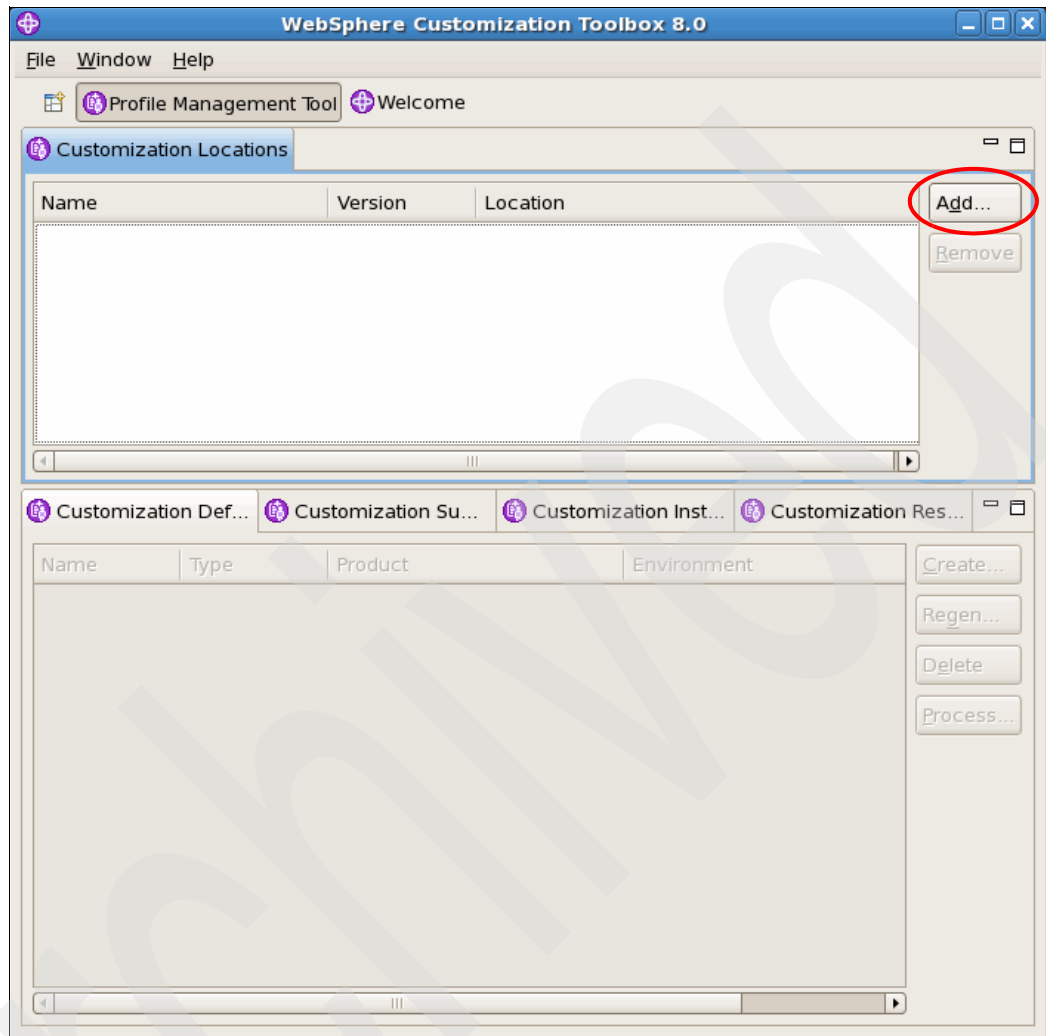 WebSphere Customization Toolbox 8.0
File Window Help
Profile Management Tool Welcome
Customization Locations
Name Version Location
Add...
Remove
Customization Def... Customization Su... Customization Inst... Customization Res...
Name Type Product Environment
Create...
Regen...
Delete
Process...